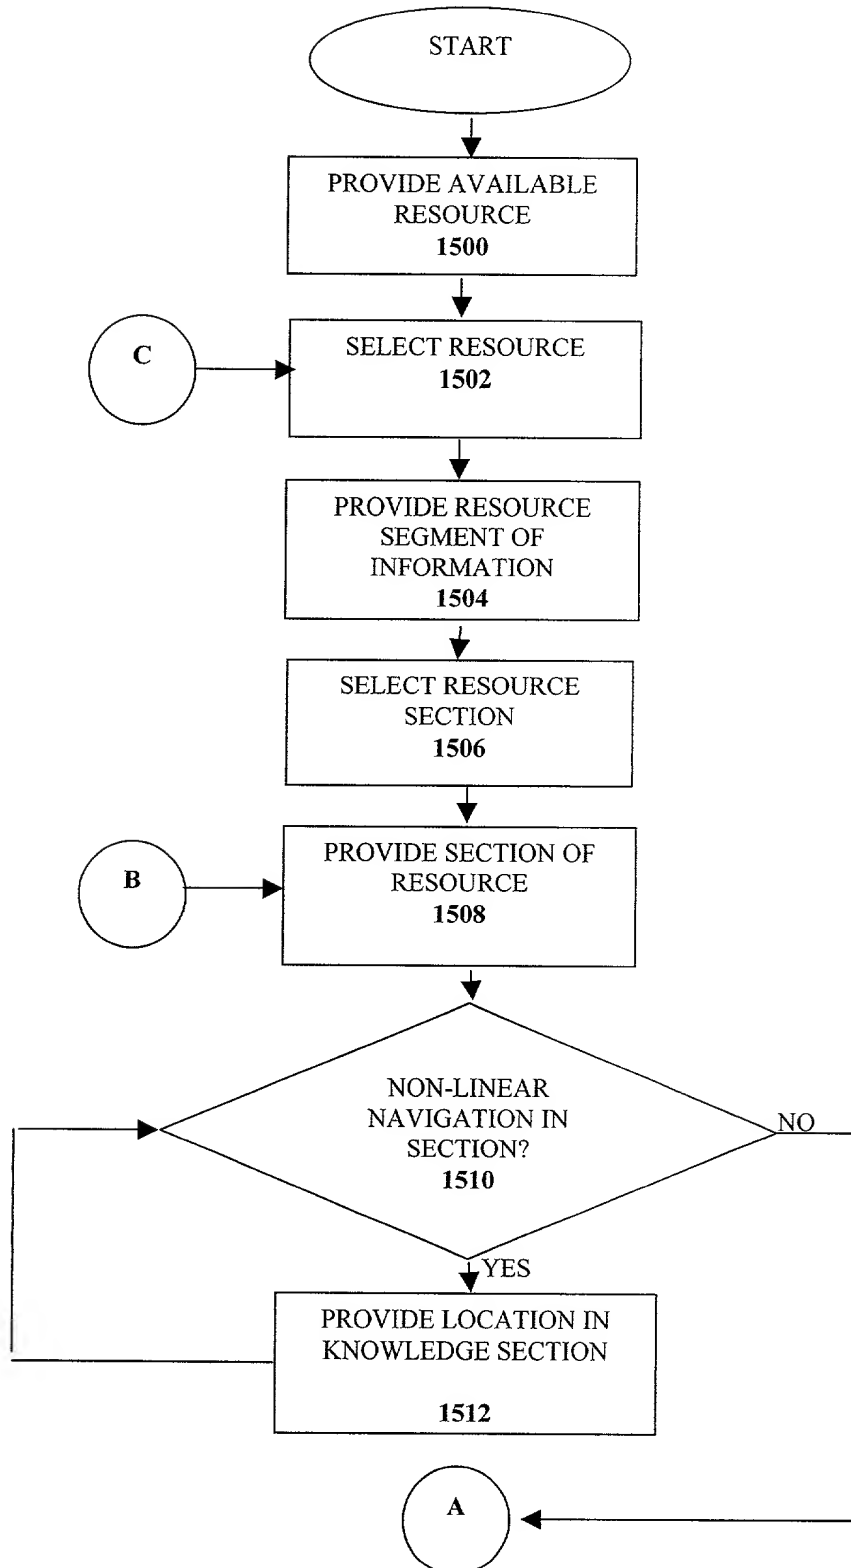 START
PROVIDE AVAILABLE
RESOURCE
1500
C
SELECT RESOURCE
1502
PROVIDE RESOURCE
SEGMENT OF
INFORMATION
1504
SELECT RESOURCE
SECTION
1506
B
PROVIDE SECTION OF
RESOURCE
1508
NON-LINEAR
NAVIGATION IN
SECTION?
1510
NO
YES
PROVIDE LOCATION IN
KNOWLEDGE SECTION
1512
A